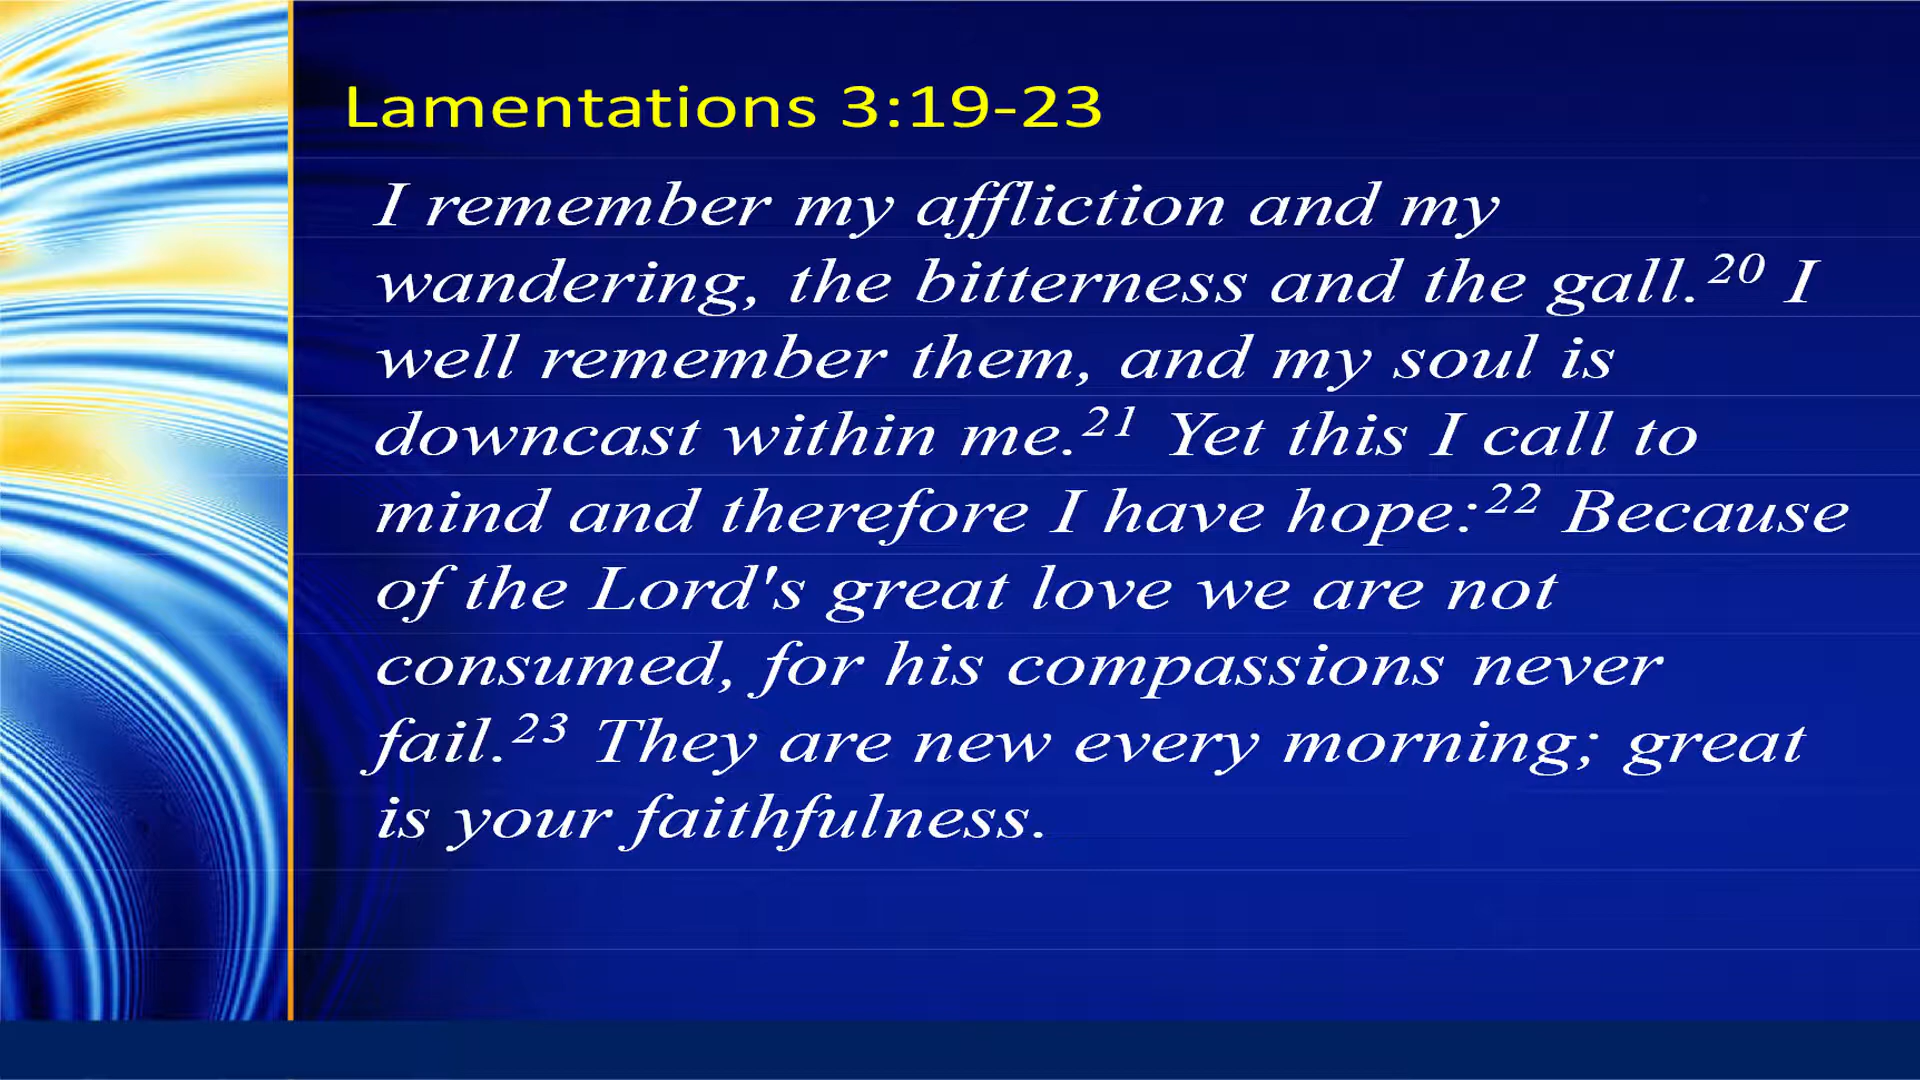 Lamentations 3:19-23
I remember my affliction and my
wandering, the bitterness and the gall.²⁰ I
well remember them, and my soul is
downcast within me.²¹ Yet this I call to
mind and therefore I have hope:²² Because
of the Lord's great love we are not
consumed, for his compassions never
fail.²³ They are new every morning; great
is your faithfulness.